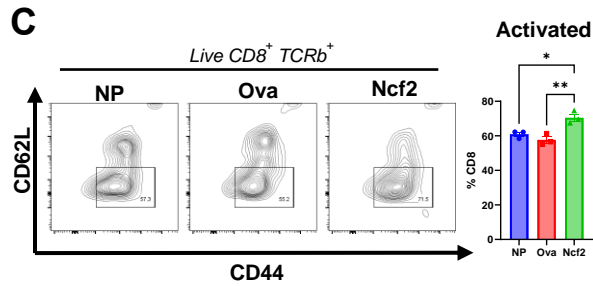 C
Live CD8+ TCRb+
NP
Ova
Ncf2
CD62L
57.3
55.2
71.5
CD44
Activated
*
**
% CD8
80
60
40
20
0
NP
Ova
Ncf2